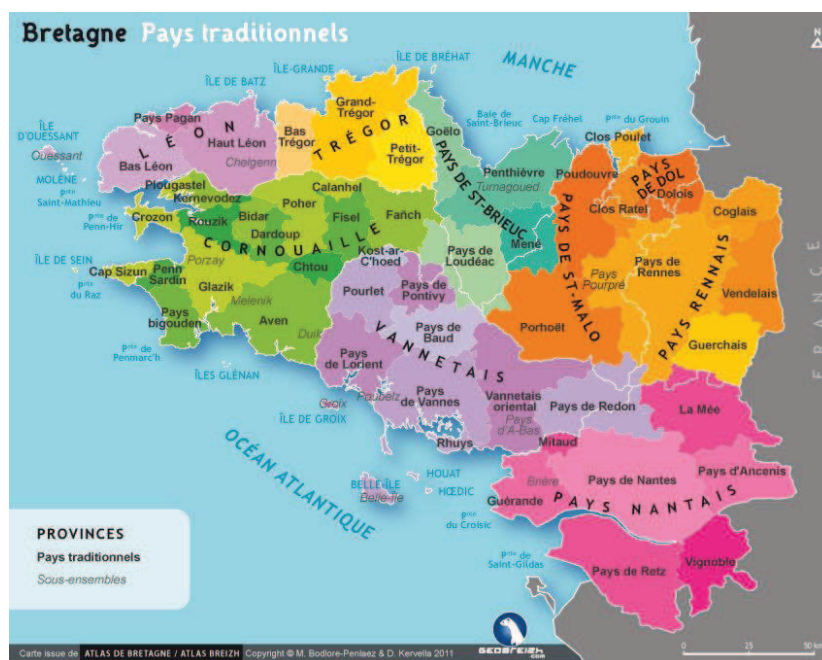 Bretagne Pays traditionnels
N
MANCHE
ÎLE DE BRÉHAT
ÎLE-GRANDE
ÎLE DE BATZ
ÎLE
D'OUESSANT
Ouessant
MOLÈNE
Pnte
Saint-Mathieu
Pnte de
Penn-Hir
ÎLE DE SEIN
Pnte
du Raz
Pnte de
Penmarc'h
ÎLES GLÉNAN
Baie de
Saint-Brieuc
Cap Fréhel
Pnte du Grouin
LÉON
Pays Pagan
Haut Léon
Bas Léon
Chelgenn
TRÉGOR
Bas
Trégor
Grand-
Trégor
Petit-
Trégor
PAYS DE ST-BRIEUC
Goëlo
Penthièvre
Turnagoued
Mené
Pays de
Loudéac
PAYS DE ST-MALO
Clos Poulet
Poudouvre
Clos Ratel
Porhoët
Pays
Pourpré
PAYS
DE DOL
Dolois
PAYS RENNAIS
Coglais
Pays de
Rennes
Vendelais
Guerchais
FRANCE
CORNOUAILLE
Plougastel
Kernevodez
Crozon
Rouzik
Bidar
Dardoup
Poher
Calanhel
Fisel
Fañch
Kost-ar-
C'hoed
Porzay
Chtou
Cap Sizun
Penn
Sardin
Glazik
Melenik
Pays
bigouden
Aven
Duik
VANNETAIS
Pourlet
Pays de
Pontivy
Pays de
Baud
Pays
de Lorient
Pays
de Vannes
Vannetais
oriental
Pays
d'A-Bas
Pays de Redon
Groix
ÎLE DE GROIX
Rhuys
BELLE-ÎLE
Belle-Île
HOUAT
HŒDIC
OCÉAN ATLANTIQUE
PAYS NANTAIS
Mitaud
La Mée
Brière
Guérande
Pays de Nantes
Pays d'Ancenis
Pays de Retz
Vignoble
Pnte
du Croisic
Pnte de
Saint-Gildas
PROVINCES
Pays traditionnels
Sous-ensembles
Carte issue de ATLAS DE BRETAGNE / ATLAS BREIZH Copyright © M. Bodlore-Penlaez & D. Kervella 2011
GEOBREIZH
.com
0 25 50 km